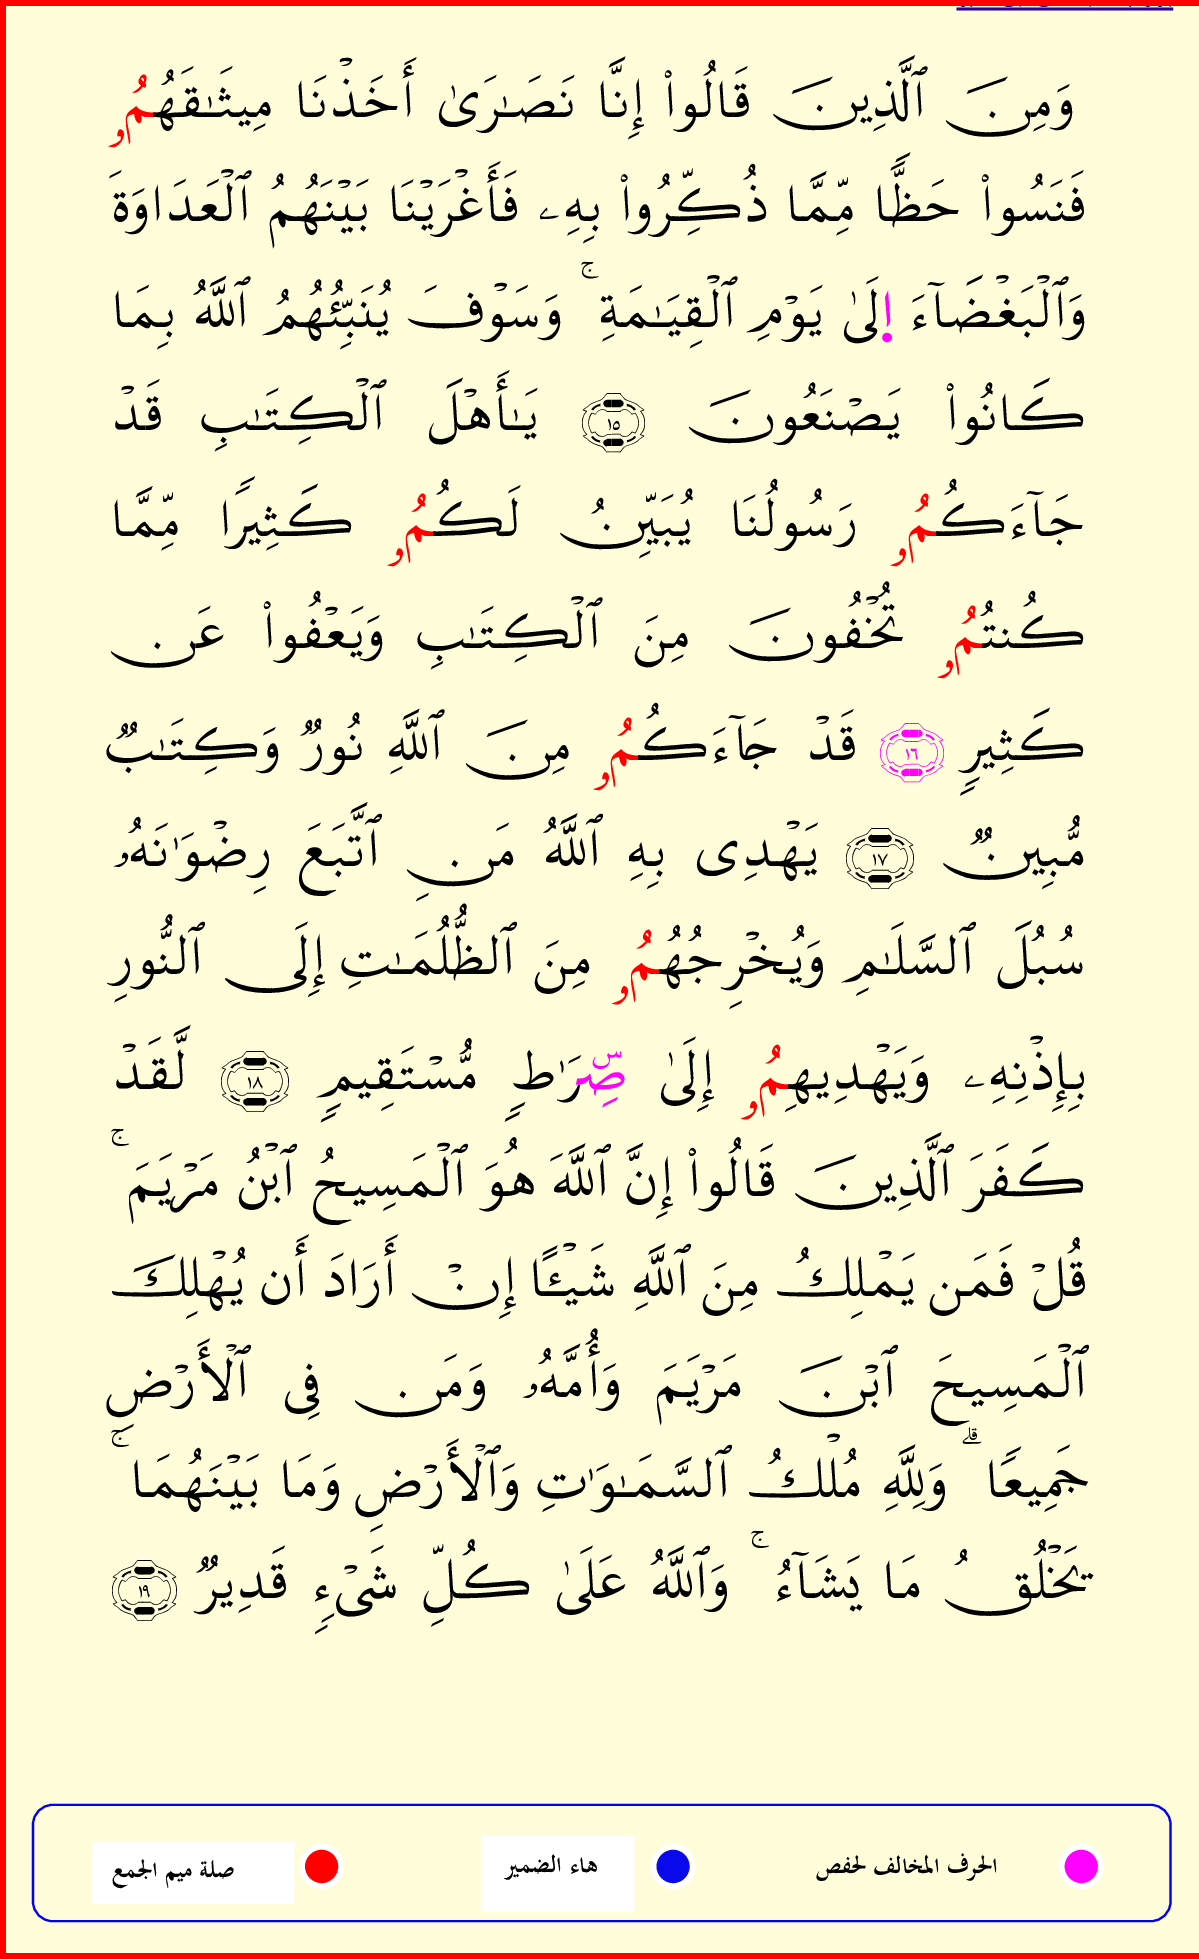 وَمِنَ ٱلَّذِينَ قَالُوا۟ إِنَّا نَصَـٰرَىٰ أَخَذْنَا مِيثَـٰقَهُمُۥ
فَنَسُوا۟ حَظًّا مِّمَّا ذُكِّرُوا۟ بِهِۦ فَأَغْرَيْنَا بَيْنَهُمُ ٱلْعَدَاوَةَ
وَٱلْبَغْضَآءَ اِ۪لَىٰ يَوْمِ ٱلْقِيَـٰمَةِ ۚ وَسَوْفَ يُنَبِّئُهُمُ ٱللَّهُ بِمَا
كَانُوا۟ يَصْنَعُونَ ١٥ يَـٰأَهْلَ ٱلْكِتَـٰبِ قَدْ
جَآءَكُمُۥ رَسُولُنَا يُبَيِّنُ لَكُمُۥ كَثِيرًا مِّمَّا
كُنتُمُۥ تُخْفُونَ مِنَ ٱلْكِتَـٰبِ وَيَعْفُوا۟ عَن
كَثِيرٍ ١٦ قَدْ جَآءَكُمُۥ مِنَ ٱللَّهِ نُورٌ وَكِتَـٰبٌ
مُّبِينٌ ١٧ يَهْدِى بِهِ ٱللَّهُ مَنِ ٱتَّبَعَ رِضْوَٰنَهُۥ
سُبُلَ ٱلسَّلَـٰمِ وَيُخْرِجُهُمُۥ مِنَ ٱلظُّلُمَـٰتِ إِلَى ٱلنُّورِ
بِإِذْنِهِۦ وَيَهْدِيهِمُۥ إِلَىٰ صِّۜرَٰطٍ مُّسْتَقِيمٍ ١٨ لَّقَدْ
كَفَرَ ٱلَّذِينَ قَالُوا۟ إِنَّ ٱللَّهَ هُوَ ٱلْمَسِيحُ ٱبْنُ مَرْيَمَ ۚ
قُلْ فَمَن يَمْلِكُ مِنَ ٱللَّهِ شَيْـًٔا إِنْ أَرَادَ أَن يُهْلِكَ
ٱلْمَسِيحَ ٱبْنَ مَرْيَمَ وَأُمَّهُۥ وَمَن فِى ٱلْأَرْضِ
جَمِيعًا ۗ وَلِلَّهِ مُلْكُ ٱلسَّمَـٰوَٰتِ وَٱلْأَرْضِ وَمَا بَيْنَهُمَا ۚ
يَخْلُقُ مَا يَشَآءُ ۚ وَٱللَّهُ عَلَىٰ كُلِّ شَىْءٍ قَدِيرٌ ١٩
الحرف المخالف لحفص هاء الضمير صلة ميم الجمع